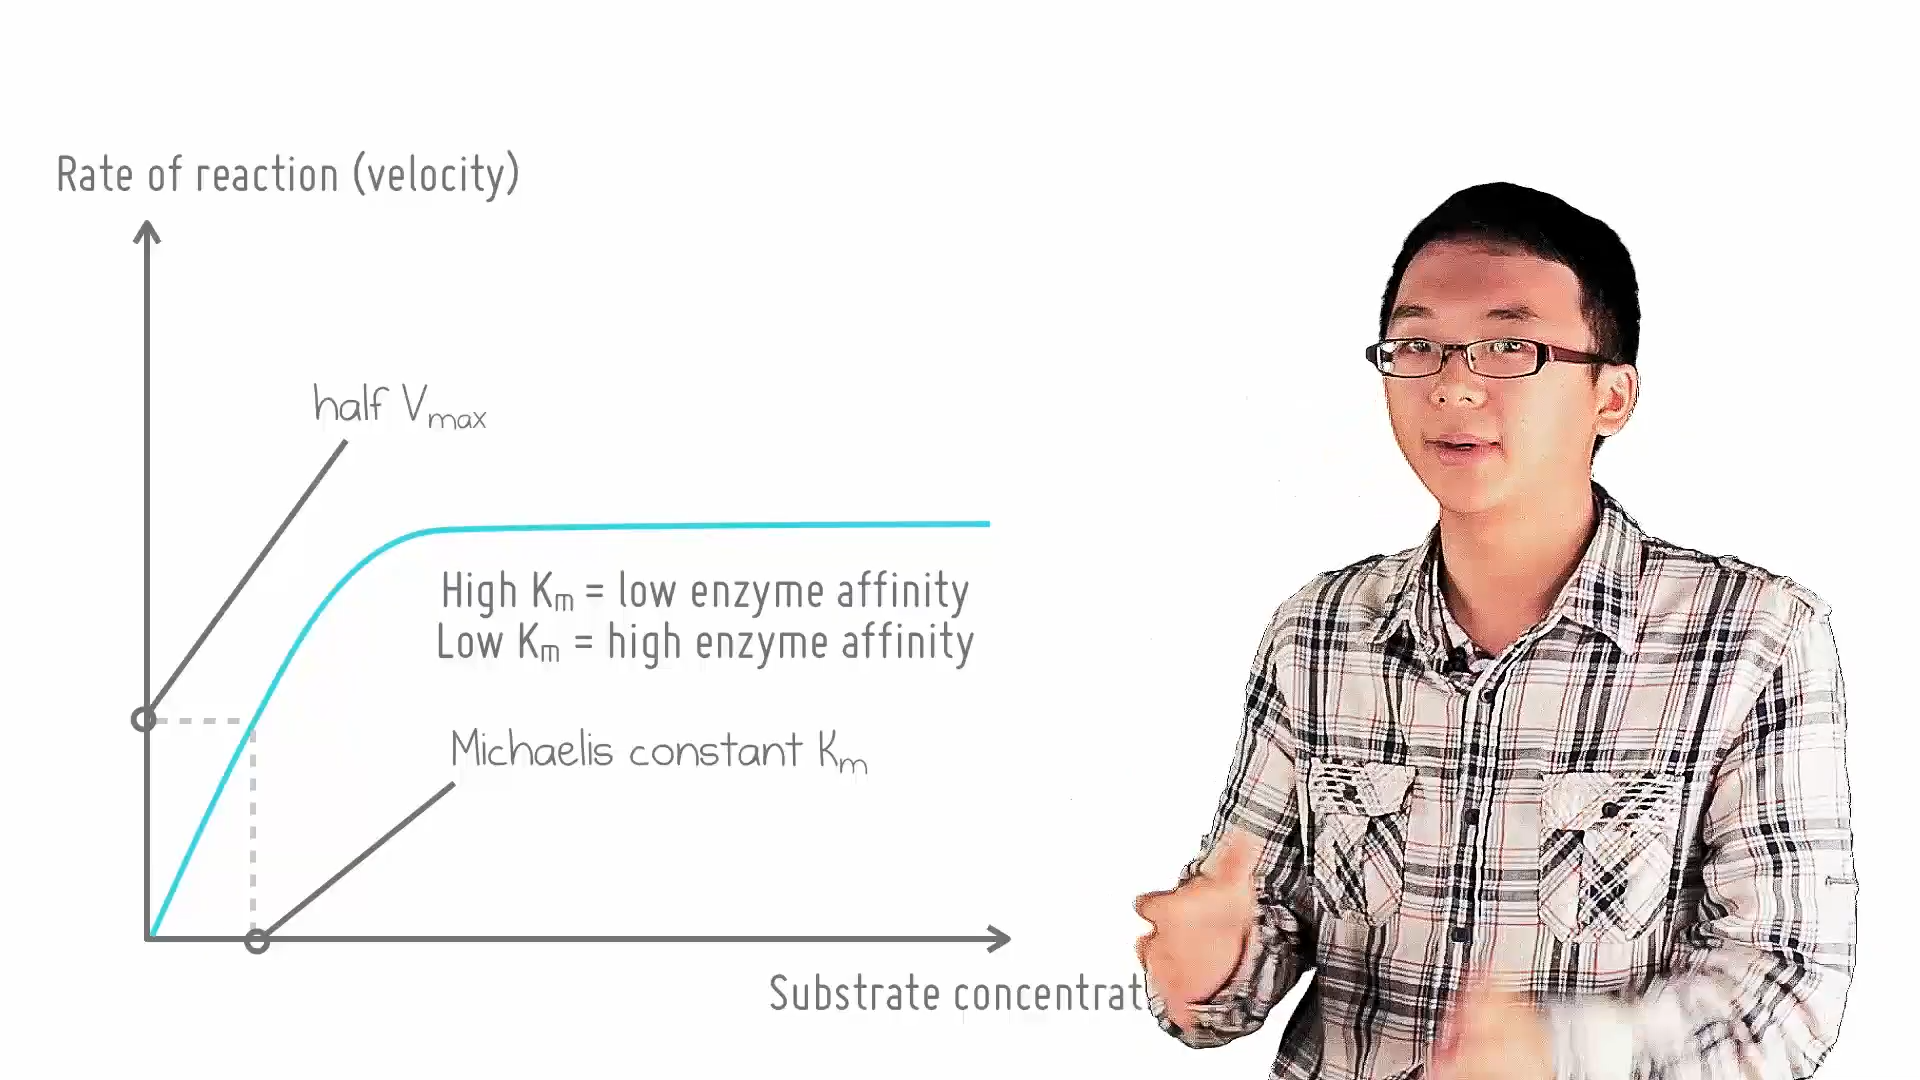 Rate of reaction (velocity)
half Vmax
High Km = low enzyme affinity
Low Km = high enzyme affinity
Michaelis constant Km
Substrate